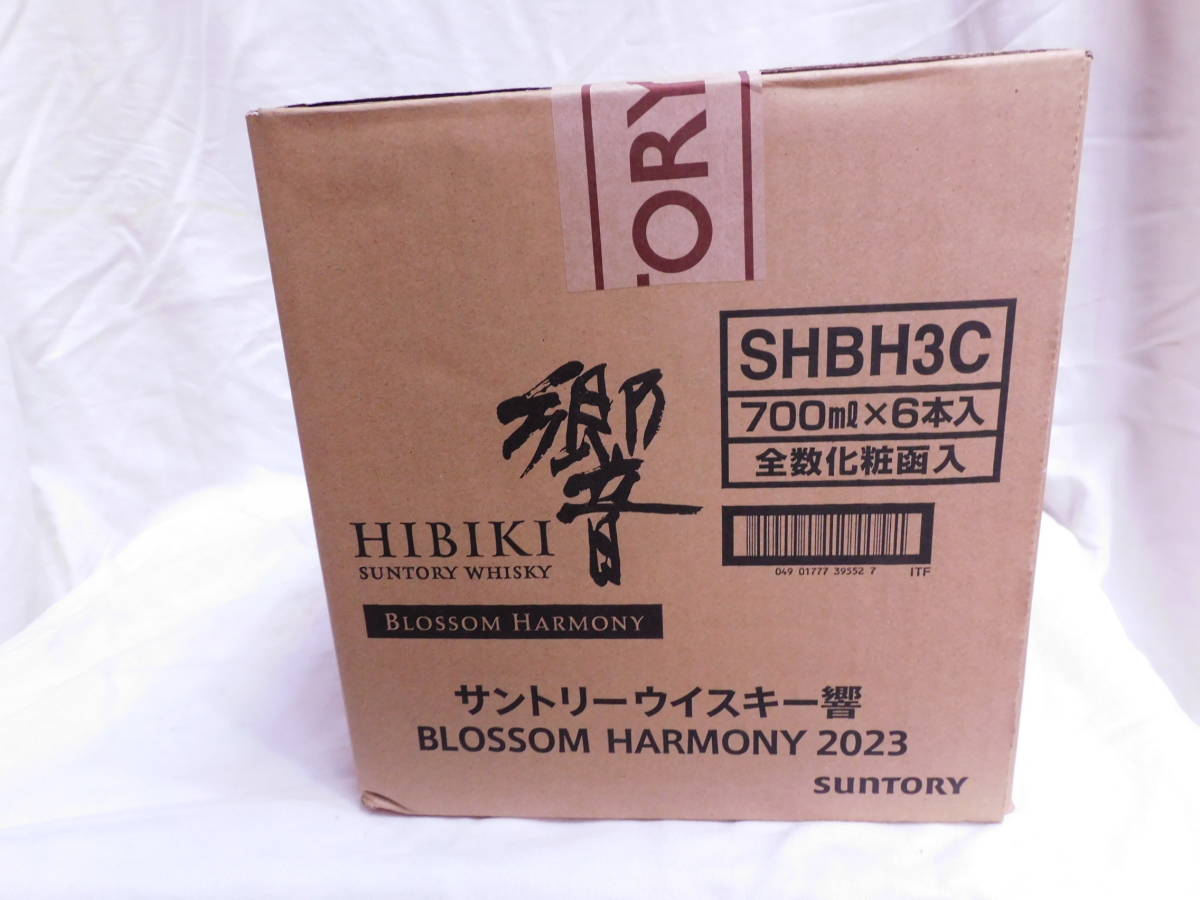 TORY
SHBH3C
700ml×6本入
全数化粧函入
響
HIBIKI
SUNTORY WHISKY
049 01777 39552 7 ITF
BLOSSOM HARMONY
サントリーウイスキー響
BLOSSOM HARMONY 2023
SUNTORY